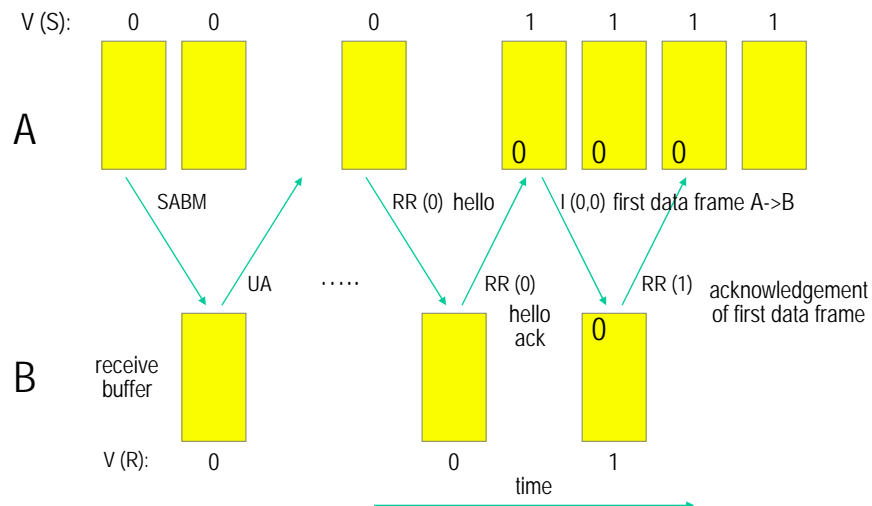 V (S): 0 0 0 1 1 1 1
A
0 0 0
SABM
RR (0) hello
I (0,0) first data frame A->B
UA
.....
RR (0)
hello
ack
RR (1)
acknowledgement
of first data frame
0
B
receive
buffer
V (R): 0 0 1
time